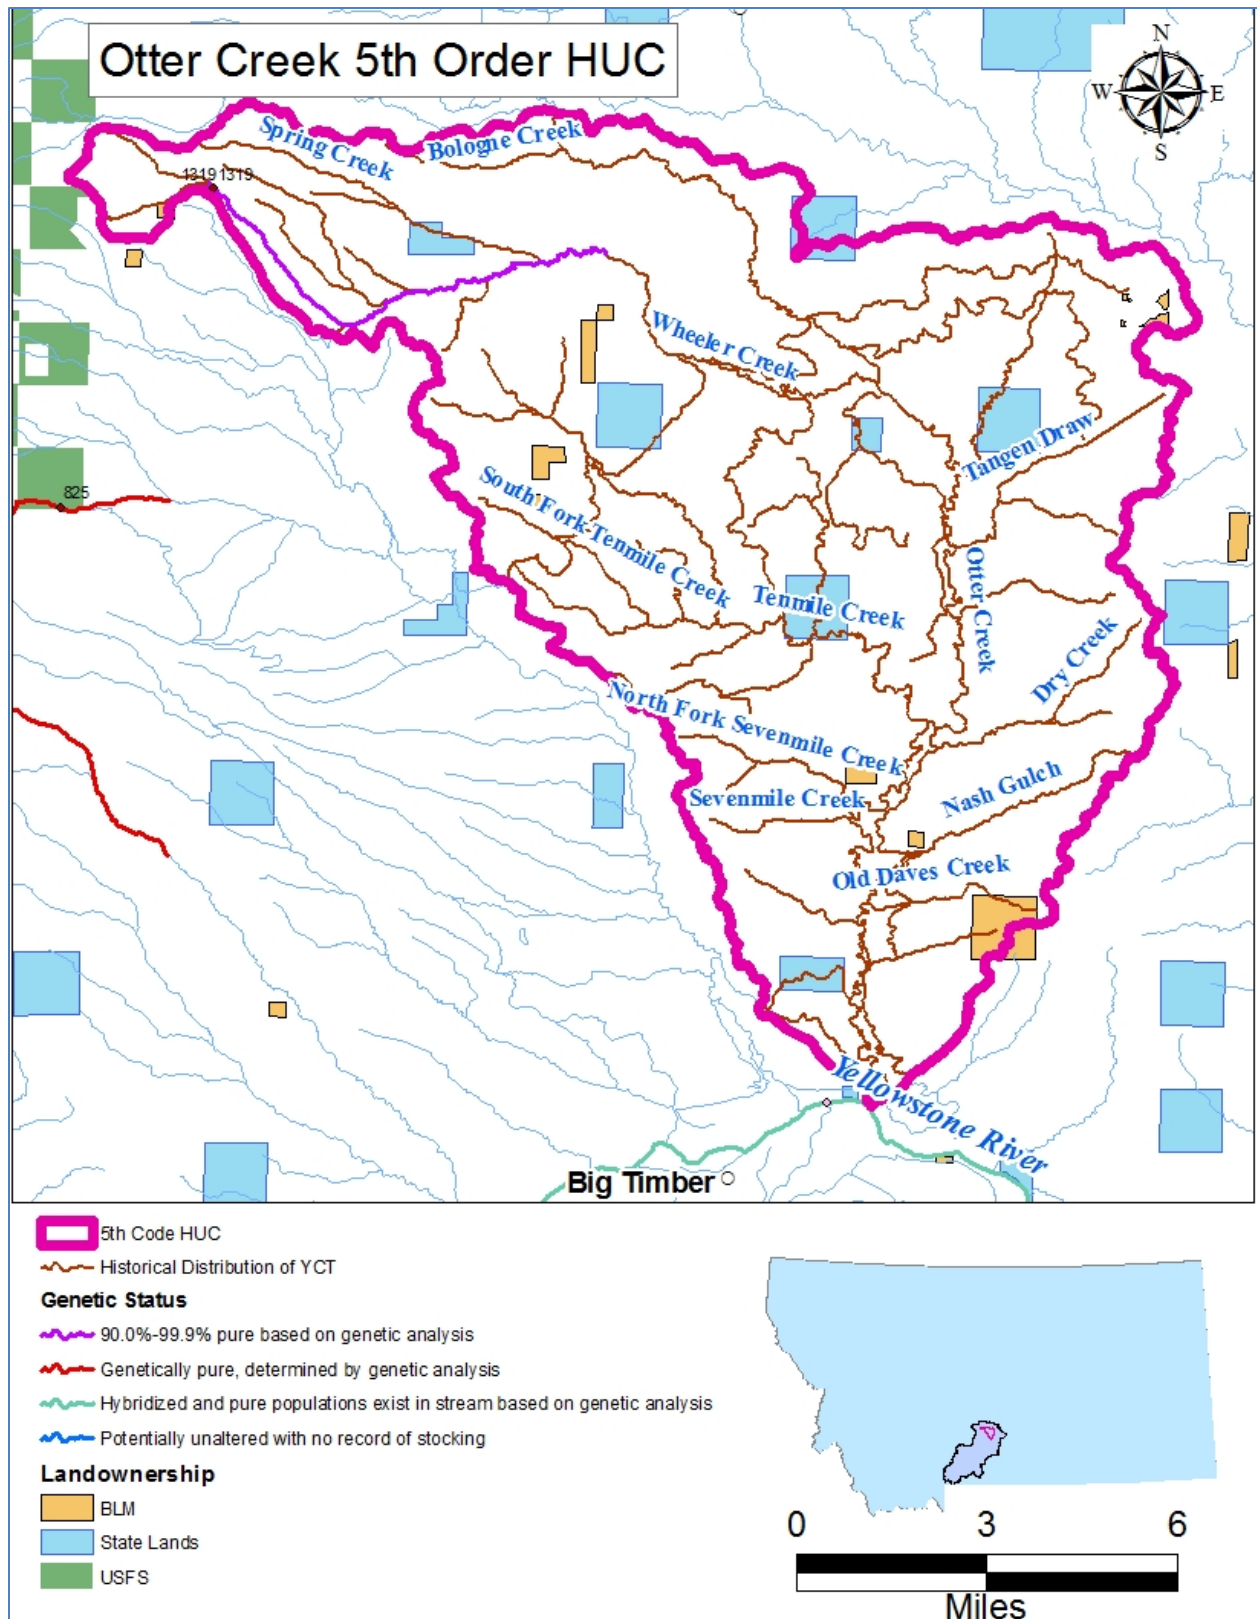 Otter Creek 5th Order HUC
N
W
E
S
Spring Creek
Bologne Creek
13191319
Wheeler Creek
Tangen Draw
825
South Fork Tenmile Creek
Tenmile Creek
Otter Creek
Dry Creek
North Fork Sevenmile Creek
Sevenmile Creek
Nash Gulch
Old Daves Creek
Yellowstone River
Big Timber
5th Code HUC
Historical Distribution of YCT
Genetic Status
90.0%-99.9% pure based on genetic analysis
Genetically pure, determined by genetic analysis
Hybridized and pure populations exist in stream based on genetic analysis
Potentially unaltered with no record of stocking
Landownership
BLM
State Lands
USFS
0 3 6
Miles